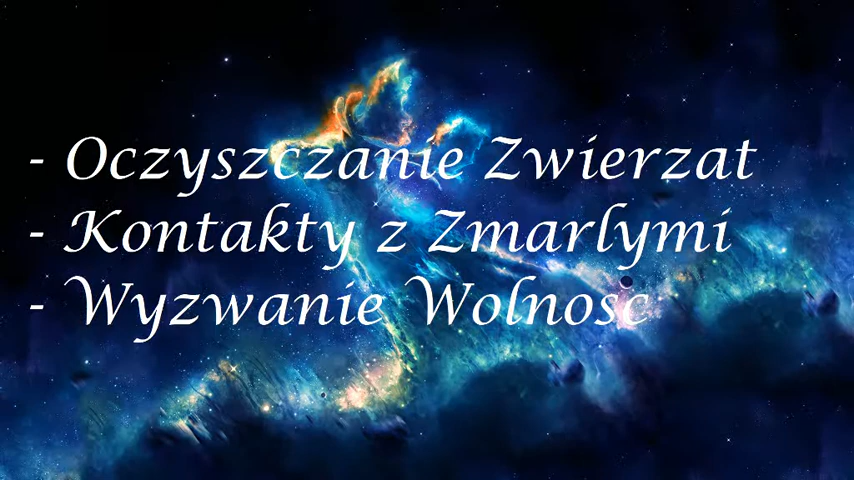 - Oczyszczanie Zwierzat
- Kontakty z Zmarlymi
- Wyzwanie Wolnosc